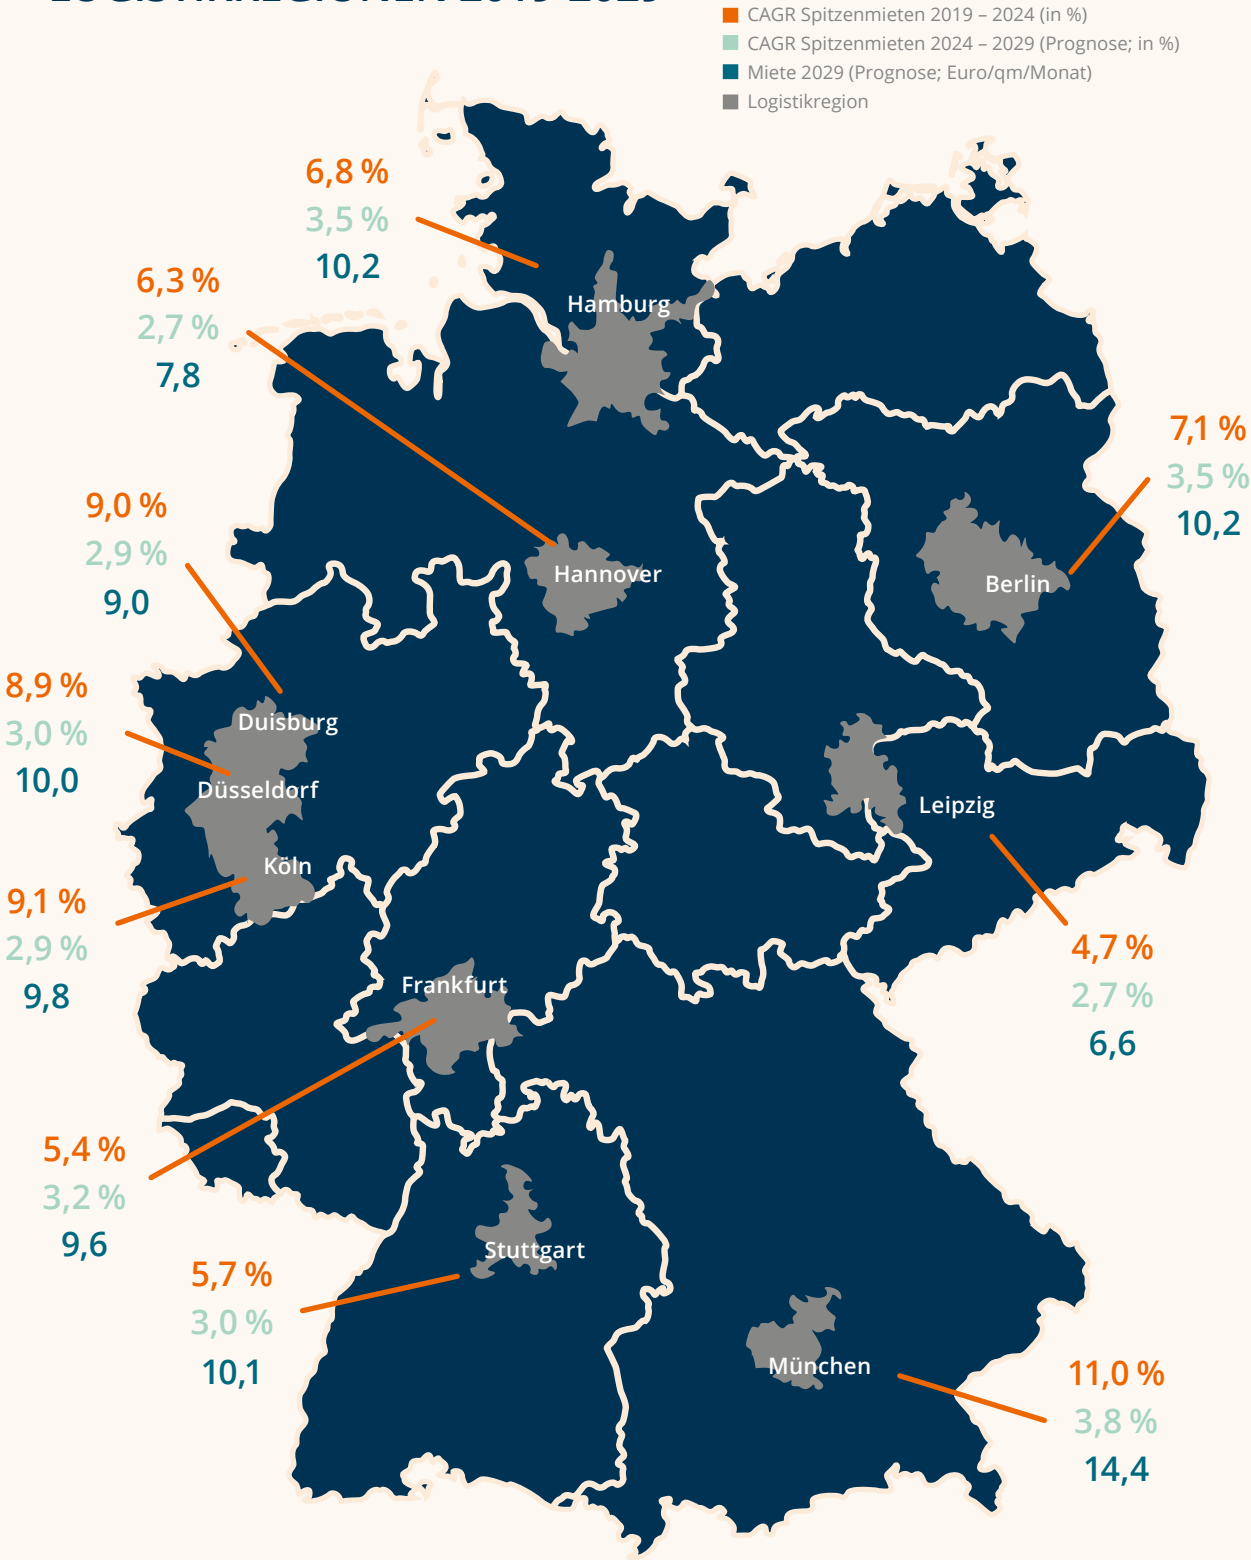 CAGR Spitzenmieten 2019 – 2024 (in %)
CAGR Spitzenmieten 2024 – 2029 (Prognose; in %)
Miete 2029 (Prognose; Euro/qm/Monat)
Logistikregion
6,8 %
3,5 %
10,2
Hamburg
6,3 %
2,7 %
7,8
Hannover
7,1 %
3,5 %
10,2
Berlin
9,0 %
2,9 %
9,0
Duisburg
8,9 %
3,0 %
10,0
Düsseldorf
Leipzig
Köln
9,1 %
2,9 %
9,8
4,7 %
2,7 %
6,6
Frankfurt
5,4 %
3,2 %
9,6
Stuttgart
5,7 %
3,0 %
10,1
München
11,0 %
3,8 %
14,4